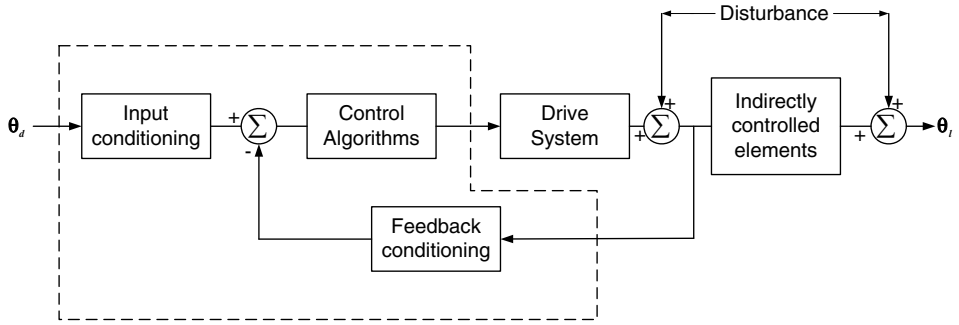 Disturbance
θd
Input
conditioning
+
Σ
-
Control
Algorithms
Drive
System
+
+
Σ
Indirectly
controlled
elements
+
+
Σ
θl
Feedback
conditioning